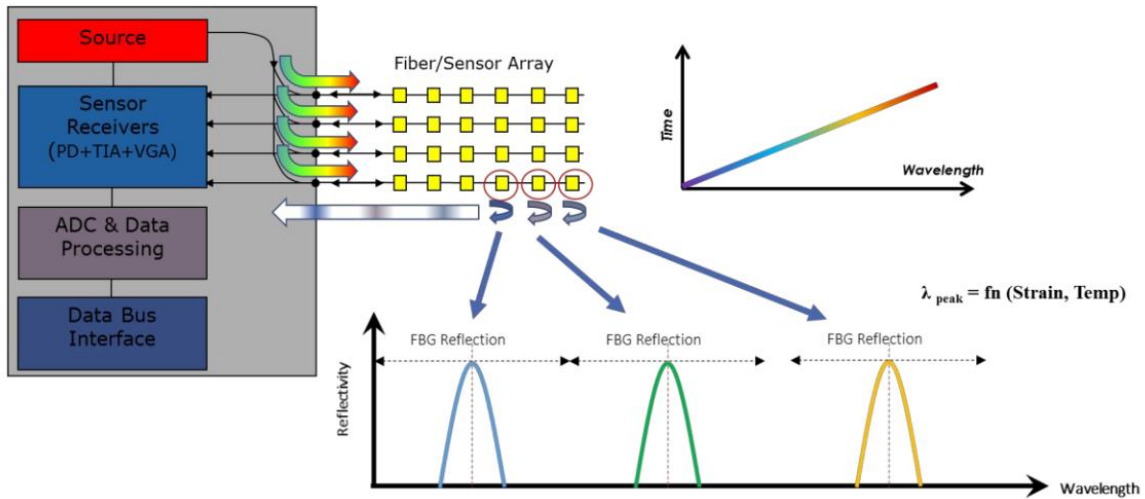 Source
Sensor
Receivers
(PD+TIA+VGA)
ADC & Data
Processing
Data Bus
Interface
Fiber/Sensor Array
Time
Wavelength
λ peak = fn (Strain, Temp)
FBG Reflection
FBG Reflection
FBG Reflection
Reflectivity
Wavelength